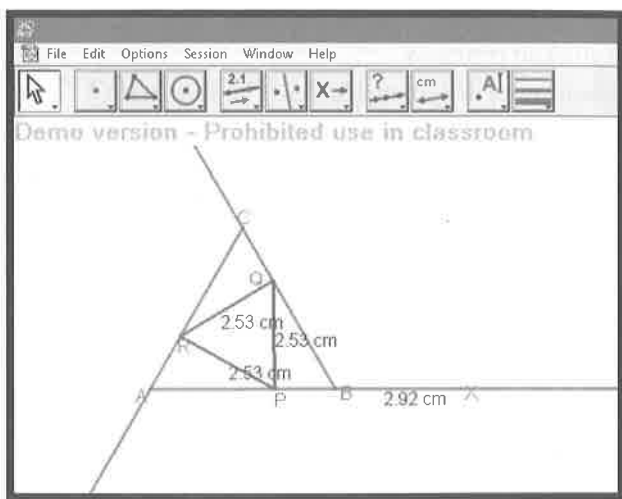 File Edit Options Session Window Help
2.1 X ? cm A
Demo version - Prohibited use in classroom
C
Q
2.53 cm
2.53 cm
R
2.53 cm
A P B 2.92 cm X